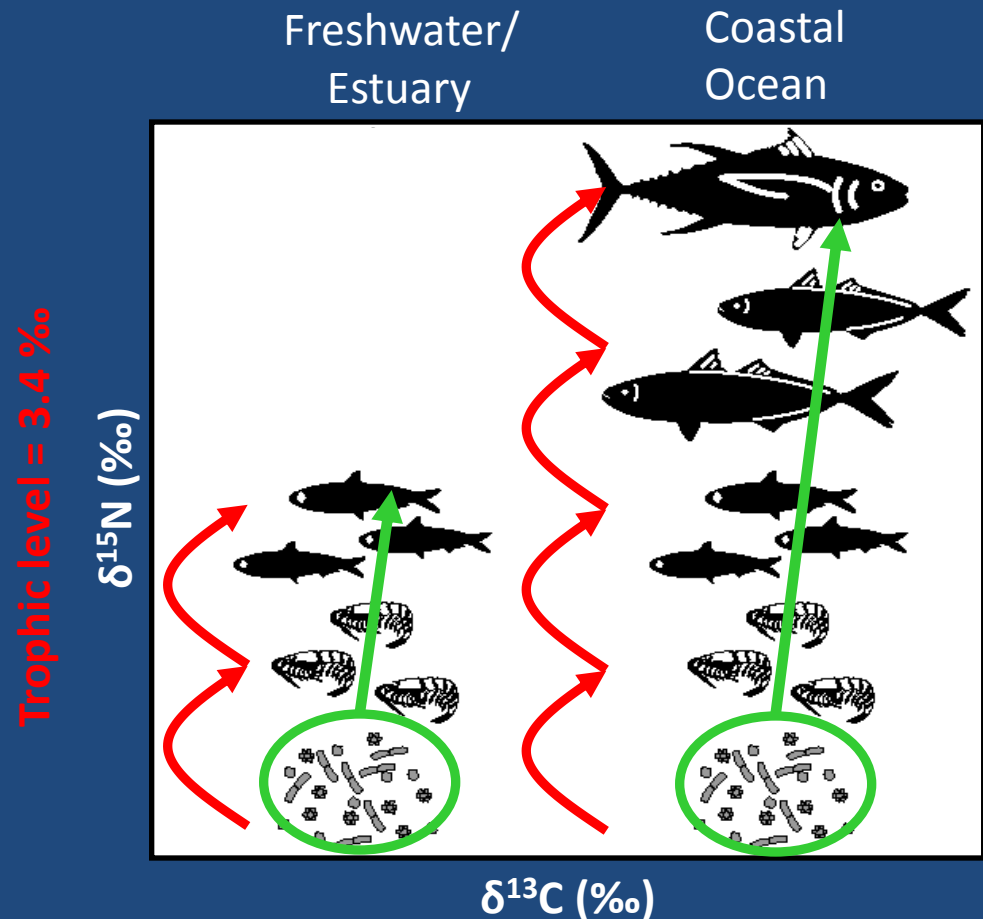 Freshwater/
Estuary
Coastal
Ocean
Trophic level = 3.4 ‰
δ¹⁵N (‰)
δ¹³C (‰)